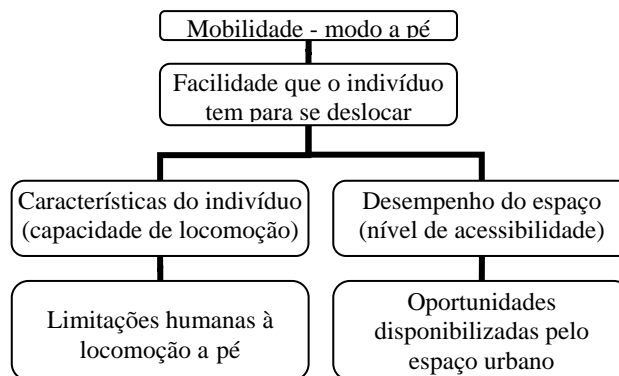 Mobilidade - modo a pé
Facilidade que o indivíduo
tem para se deslocar
Características do indivíduo
(capacidade de locomoção)
Desempenho do espaço
(nível de acessibilidade)
Limitações humanas à
locomoção a pé
Oportunidades
disponibilizadas pelo
espaço urbano